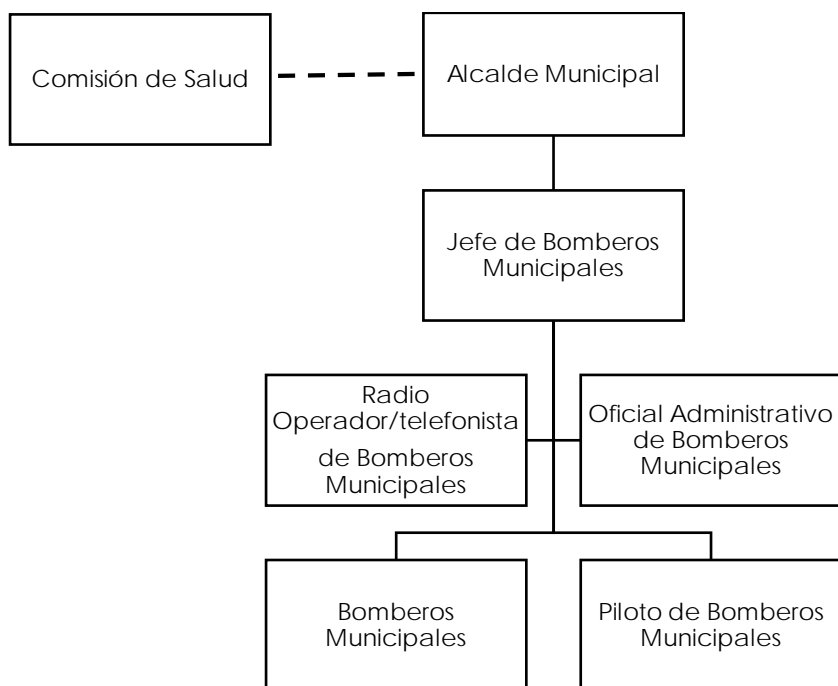 Comisión de Salud
Alcalde Municipal
Jefe de Bomberos
Municipales
Radio
Operador/telefonista
de Bomberos
Municipales
Oficial Administrativo
de Bomberos
Municipales
Bomberos
Municipales
Piloto de Bomberos
Municipales